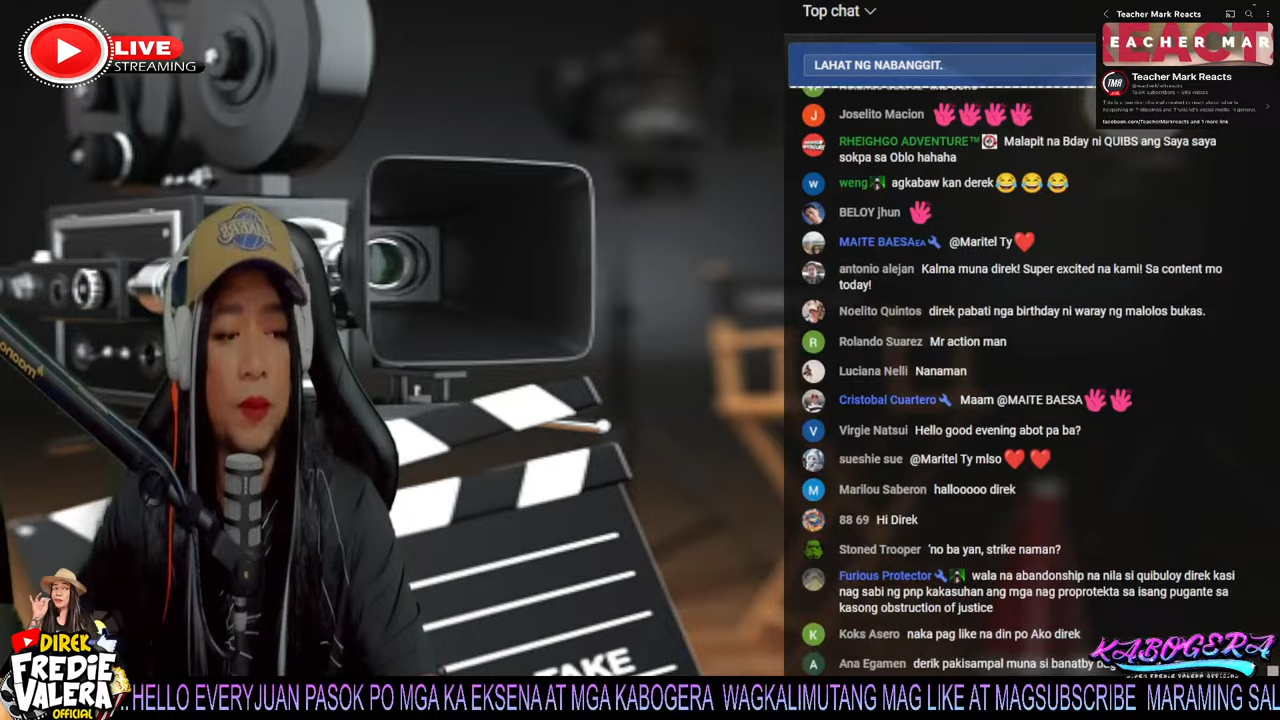 LIVE
STREAMING
Top chat
LAHAT NG NABANGGIT.
Teacher Mark Reacts
EACHER MAR
Teacher Mark Reacts
facebook.com/TeacherMarkreacts and 1 more link
Joselito Macion
RHEIGHGO ADVENTURE™ Malapit na Bday ni QUIBS ang Saya saya
sokpa sa Oblo hahaha
weng agkabaw kan derek😂😂😂
BELOY jhun
MAITE BAESA @Maritel Ty❤️
antonio alejan Kalma muna direk! Super excited na kami! Sa content mo
today!
Noelito Quintos direk pabati nga birthday ni waray ng malolos bukas.
Rolando Suarez Mr action man
Luciana Nelli Nanaman
Cristobal Cuartero Maam @MAITE BAESA
Virgie Natsui Hello good evening abot pa ba?
sueshie sue @Maritel Ty mlso❤️❤️
Marilou Saberon hallooooo direk
88 69 Hi Direk
Stoned Trooper 'no ba yan, strike naman?
Furious Protector wala na abandonship na nila si quibuloy direk kasi
nag sabi ng pnp kakasuhan ang mga nag proprotekta sa isang pugante sa
kasong obstruction of justice
Koks Asero naka pag like na din po Ako direk
Ana Egamen derik pakisampal muna si banatby
KABOGERA
TAKE
DIREK
FREDIE
VALERA
OFFICIAL
HELLO EVERYJUAN PASOK PO MGA KA EKSENA AT MGA KABOGERA WAGKALIMUTANG MAG LIKE AT MAGSUBSCRIBE MARAMING SAL